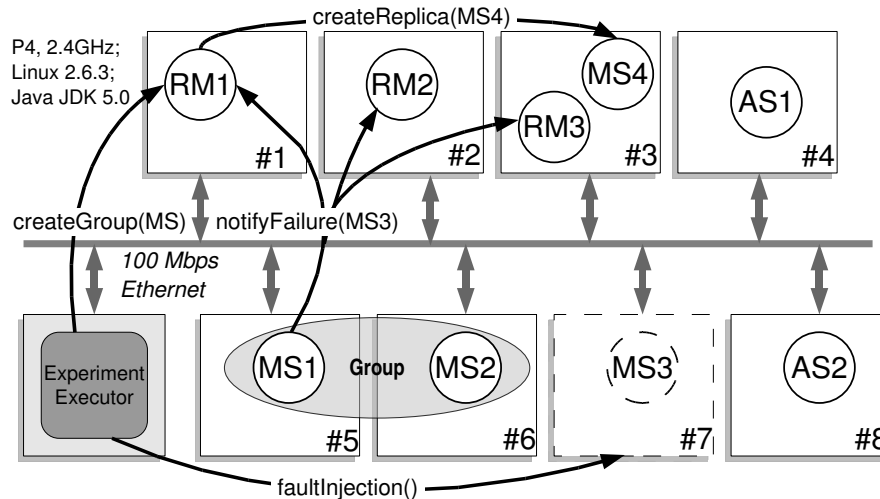 createReplica(MS4)
P4, 2.4GHz;
Linux 2.6.3;
Java JDK 5.0
RM1
RM2
MS4
RM3
AS1
#1
#2
#3
#4
createGroup(MS)
notifyFailure(MS3)
100 Mbps
Ethernet
Experiment
Executor
MS1
Group
MS2
MS3
AS2
#5
#6
#7
#8
faultInjection()